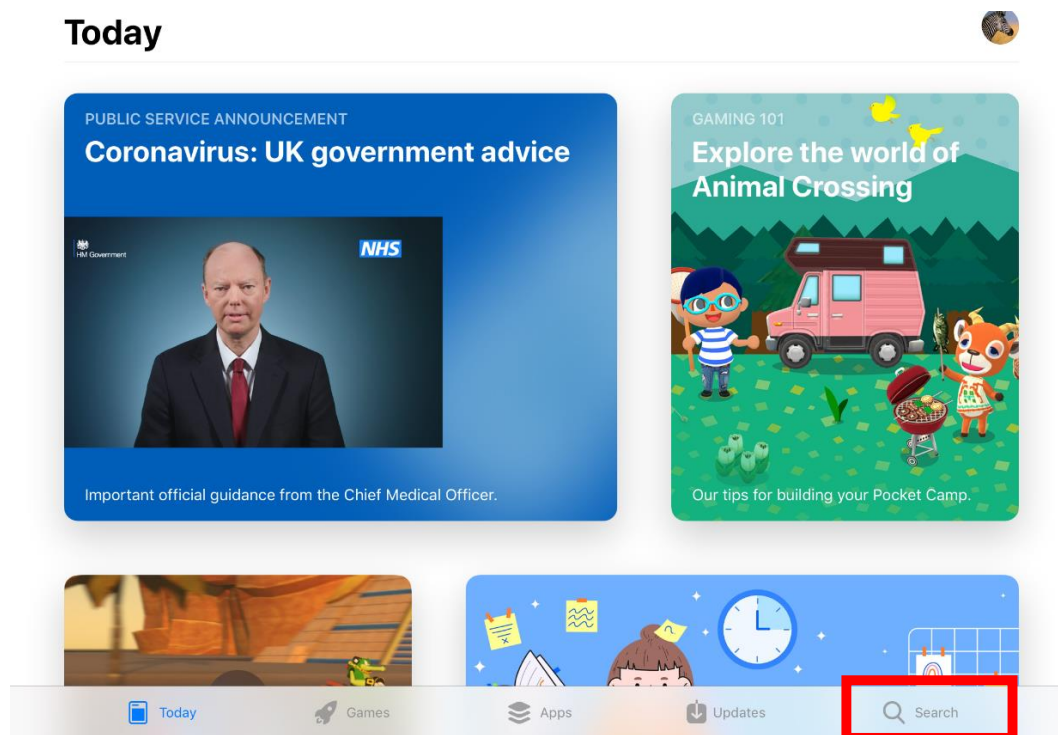 Today
PUBLIC SERVICE ANNOUNCEMENT
Coronavirus: UK government advice
HM Government
NHS
Important official guidance from the Chief Medical Officer.
GAMING 101
Explore the world of
Animal Crossing
Our tips for building your Pocket Camp.
Today
Games
Apps
Updates
Search